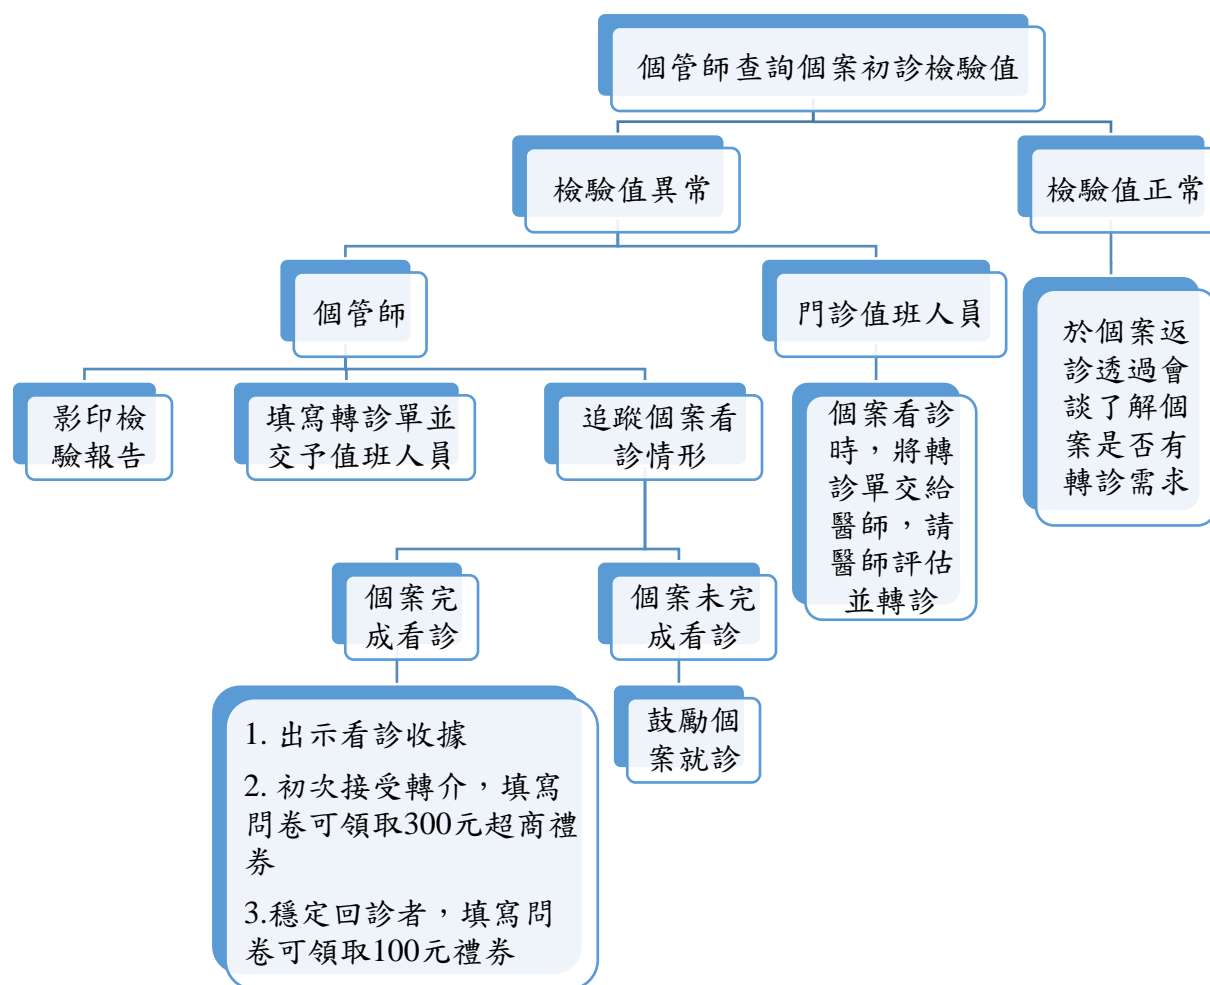 個管師查詢個案初診檢驗值
檢驗值異常
檢驗值正常
個管師
門診值班人員
於個案返
診透過會
談了解個
案是否有
轉診需求
影印檢
驗報告
填寫轉診單並
交予值班人員
追蹤個案看
診情形
個案看診
時，將轉
診單交給
醫師，請
醫師評估
並轉診
個案完
成看診
個案未完
成看診
1. 出示看診收據
2. 初次接受轉介，填寫
問卷可領取300元超商禮
券
3.穩定回診者，填寫問
卷可領取100元禮券
鼓勵個
案就診